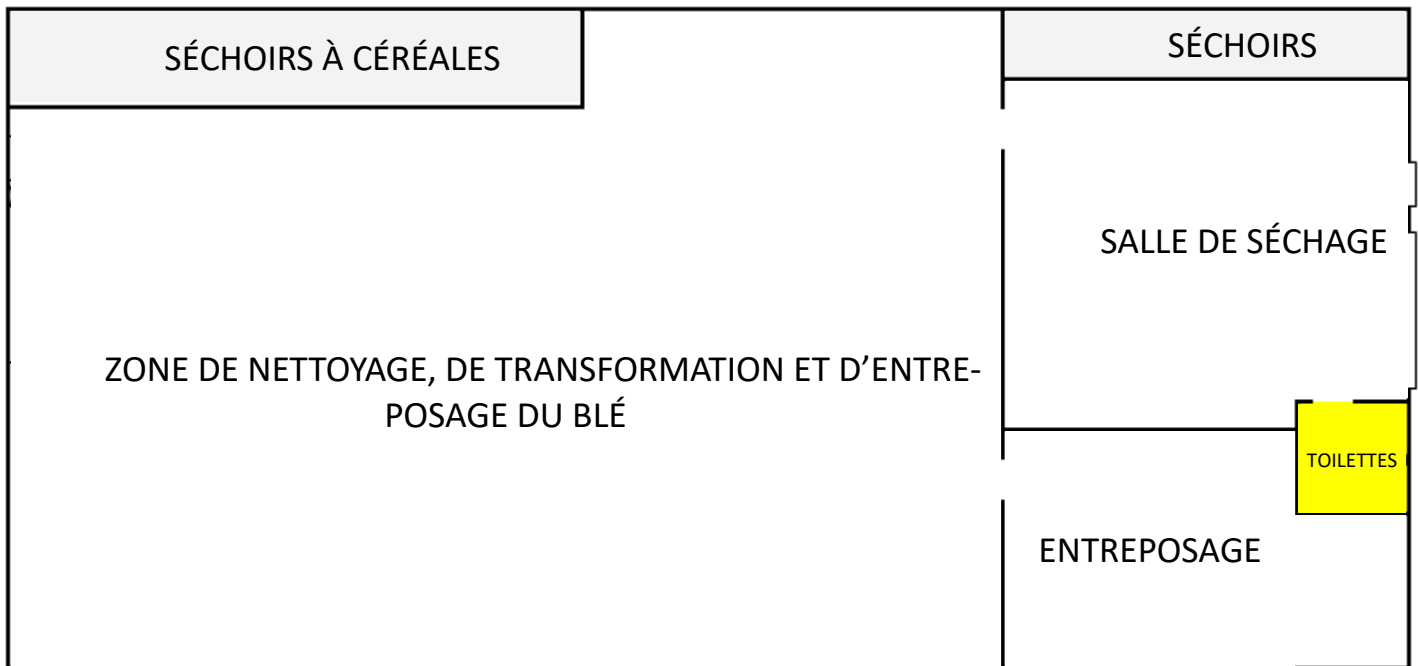 SÉCHOIRS À CÉRÉALES
SÉCHOIRS
SALLE DE SÉCHAGE
ZONE DE NETTOYAGE, DE TRANSFORMATION ET D’ENTRE-
POSAGE DU BLÉ
TOILETTES
ENTREPOSAGE